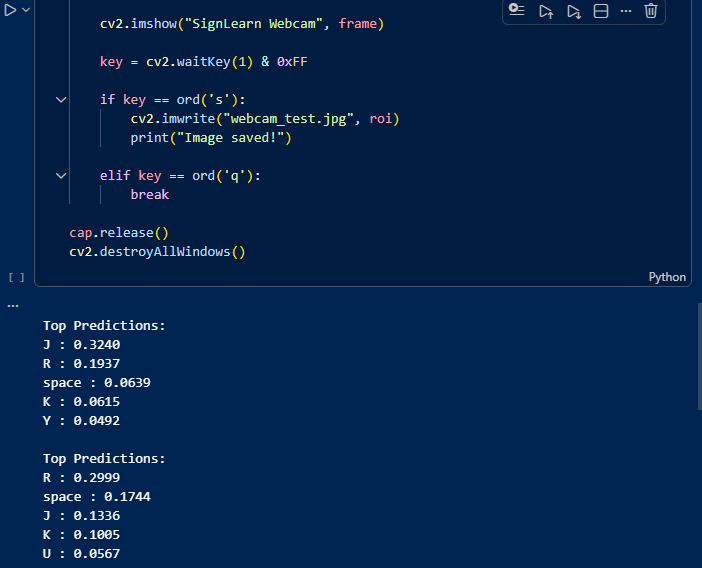 cv2.imshow("SignLearn Webcam", frame)
key = cv2.waitKey(1) & 0xFF
if key == ord('s'):
cv2.imwrite("webcam_test.jpg", roi)
print("Image saved!")
elif key == ord('q'):
break
cap.release()
cv2.destroyAllWindows()
[ ]
Python
...
Top Predictions:
J : 0.3240
R : 0.1937
space : 0.0639
K : 0.0615
Y : 0.0492
Top Predictions:
R : 0.2999
space : 0.1744
J : 0.1336
K : 0.1005
U : 0.0567